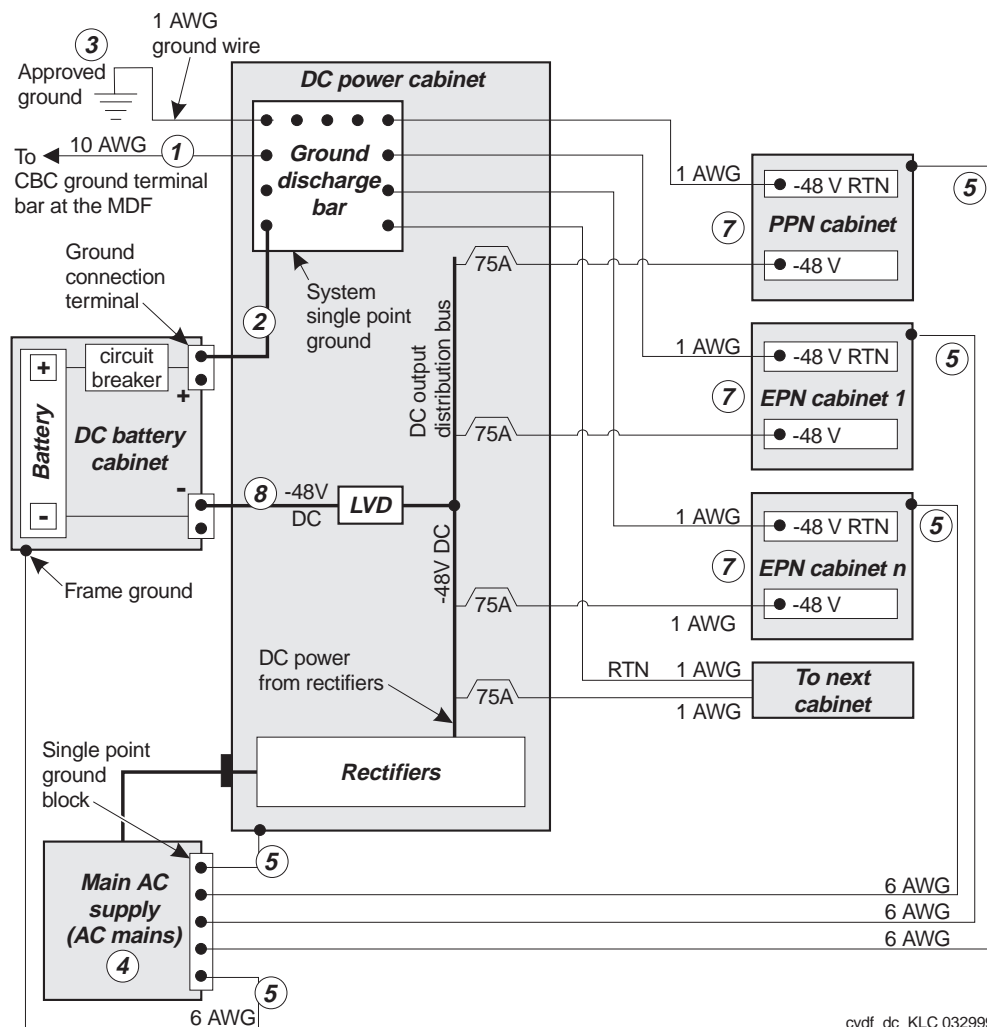 1 AWG
ground wire
3
Approved
ground
DC power cabinet
10 AWG
1
To
CBC ground terminal
bar at the MDF
Ground
discharge
bar
1 AWG
-48 V RTN
5
PPN cabinet
7
-48 V
75A
Ground
connection
terminal
2
System
single point
ground
DC output
distribution bus
circuit
breaker
+
+
Battery
DC battery
cabinet
-
-
1 AWG
-48 V RTN
5
EPN cabinet 1
7
-48 V
75A
8
-48V
DC
LVD
-48V DC
1 AWG
-48 V RTN
5
EPN cabinet n
7
-48 V
75A
1 AWG
Frame ground
DC power
from rectifiers
RTN
1 AWG
75A
1 AWG
To next
cabinet
Single point
ground
block
Rectifiers
5
Main AC
supply
(AC mains)
4
6 AWG
6 AWG
6 AWG
5
6 AWG
cydf_dc KLC 032999